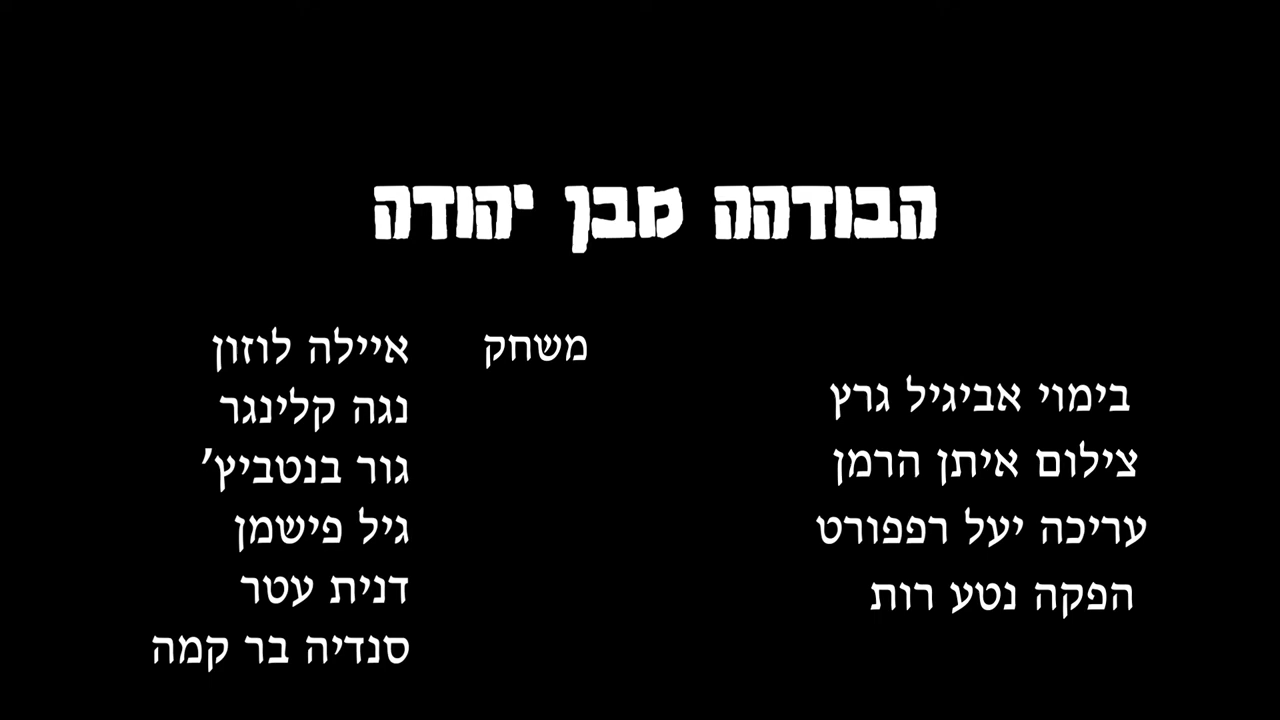 הבודהה מבן יהודה
בימוי אביגיל גרץ
צילום איתן הרמן
עריכה יעל רפפורט
הפקה נטע רות
משחק איילה לוזון
נגה קלינגר
גור בנטביץ'
גיל פישמן
דנית עטר
סנדיה בר קמה